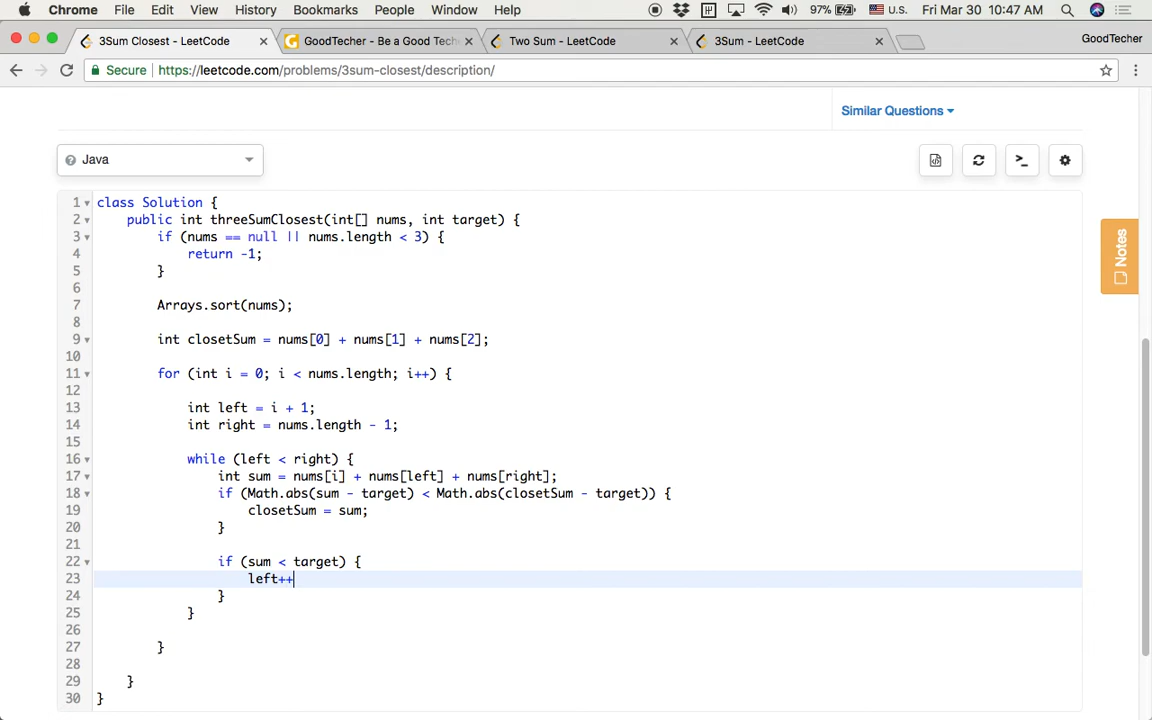 Chrome File Edit View History Bookmarks People Window Help 97% U.S. Fri Mar 30 10:47 AM
3Sum Closest - LeetCode GoodTecher - Be a Good Tech Two Sum - LeetCode 3Sum - LeetCode GoodTecher
Secure https://leetcode.com/problems/3sum-closest/description/
Similar Questions
Java
Notes
1 class Solution {
2 public int threeSumClosest(int[] nums, int target) {
3 if (nums == null || nums.length < 3) {
4 return -1;
5 }
6
7 Arrays.sort(nums);
8
9 int closetSum = nums[0] + nums[1] + nums[2];
10
11 for (int i = 0; i < nums.length; i++) {
12
13 int left = i + 1;
14 int right = nums.length - 1;
15
16 while (left < right) {
17 int sum = nums[i] + nums[left] + nums[right];
18 if (Math.abs(sum - target) < Math.abs(closetSum - target)) {
19 closetSum = sum;
20 }
21
22 if (sum < target) {
23 left++
24 }
25 }
26
27 }
28
29 }
30 }